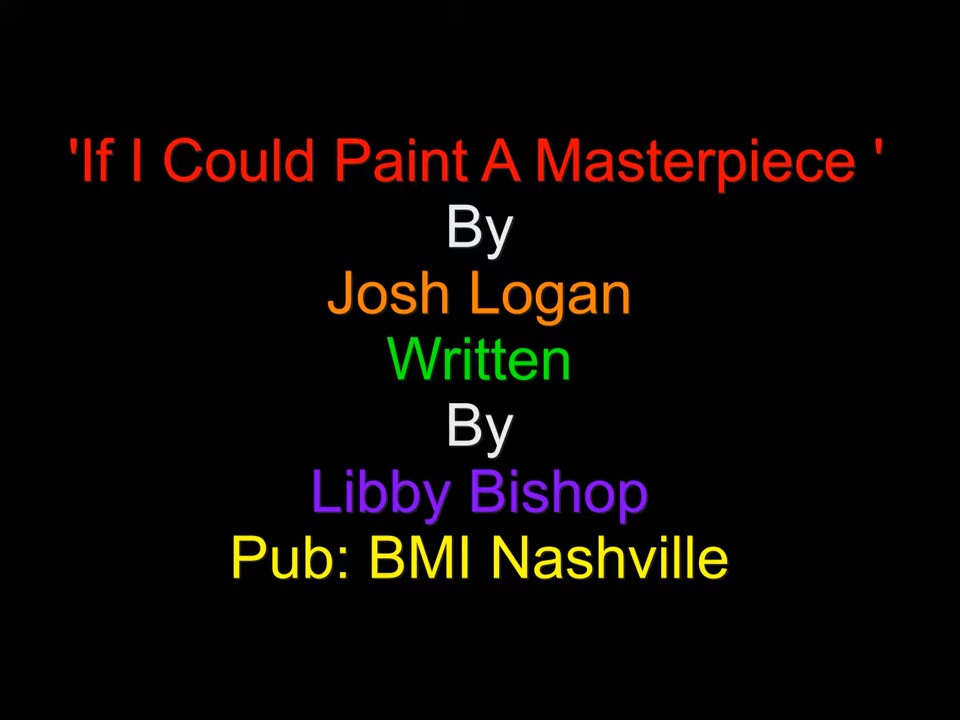 'If I Could Paint A Masterpiece '
By
Josh Logan
Written
By
Libby Bishop
Pub: BMI Nashville